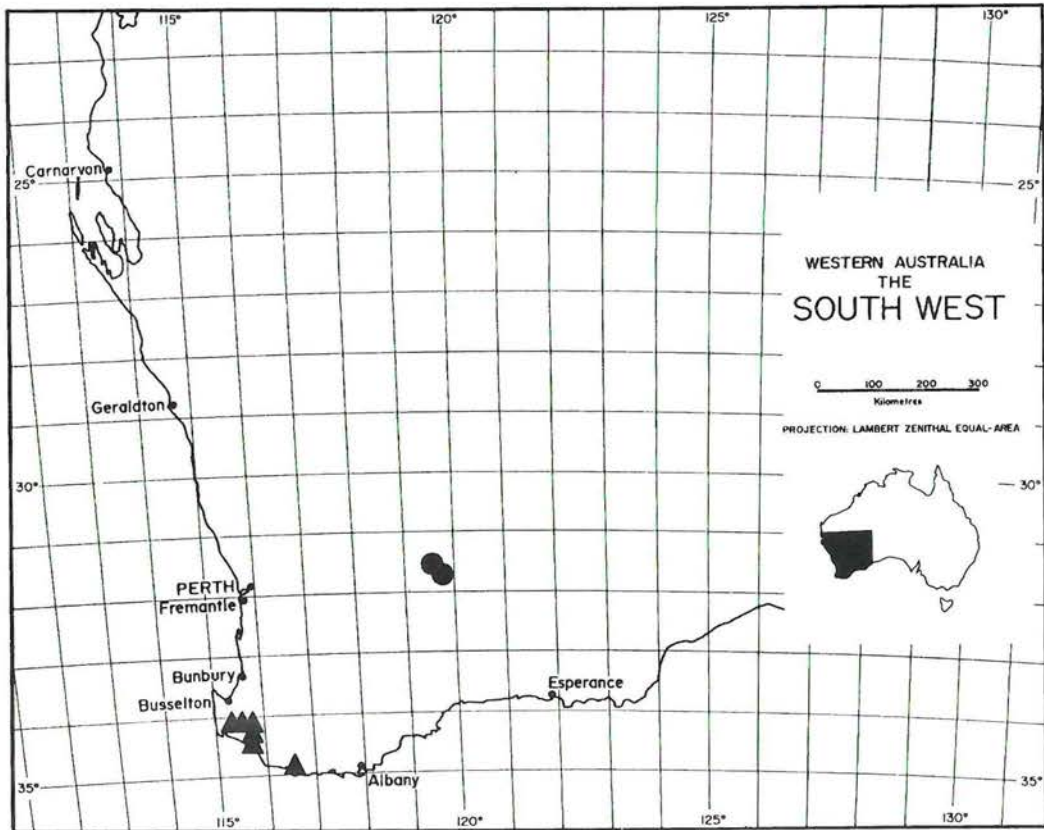 115° 120° 125° 130°
Carnarvon
25° 25°
WESTERN AUSTRALIA
THE
SOUTH WEST
0 100 200 300
Kilometres
Geraldton
PROJECTION: LAMBERT ZENITHAL EQUAL-AREA
30° 30°
PERTH
Fremantle
Bunbury
Busselton
Esperance
Albany
35° 35°
115° 120° 125° 130°